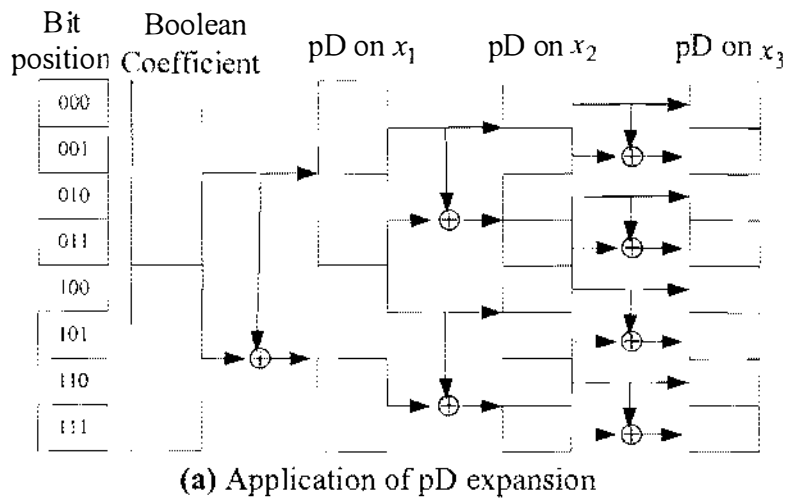 Bit position
Boolean Coefficient
pD on x1
pD on x2
pD on x3
000
001
010
011
100
101
110
111
(a) Application of pD expansion